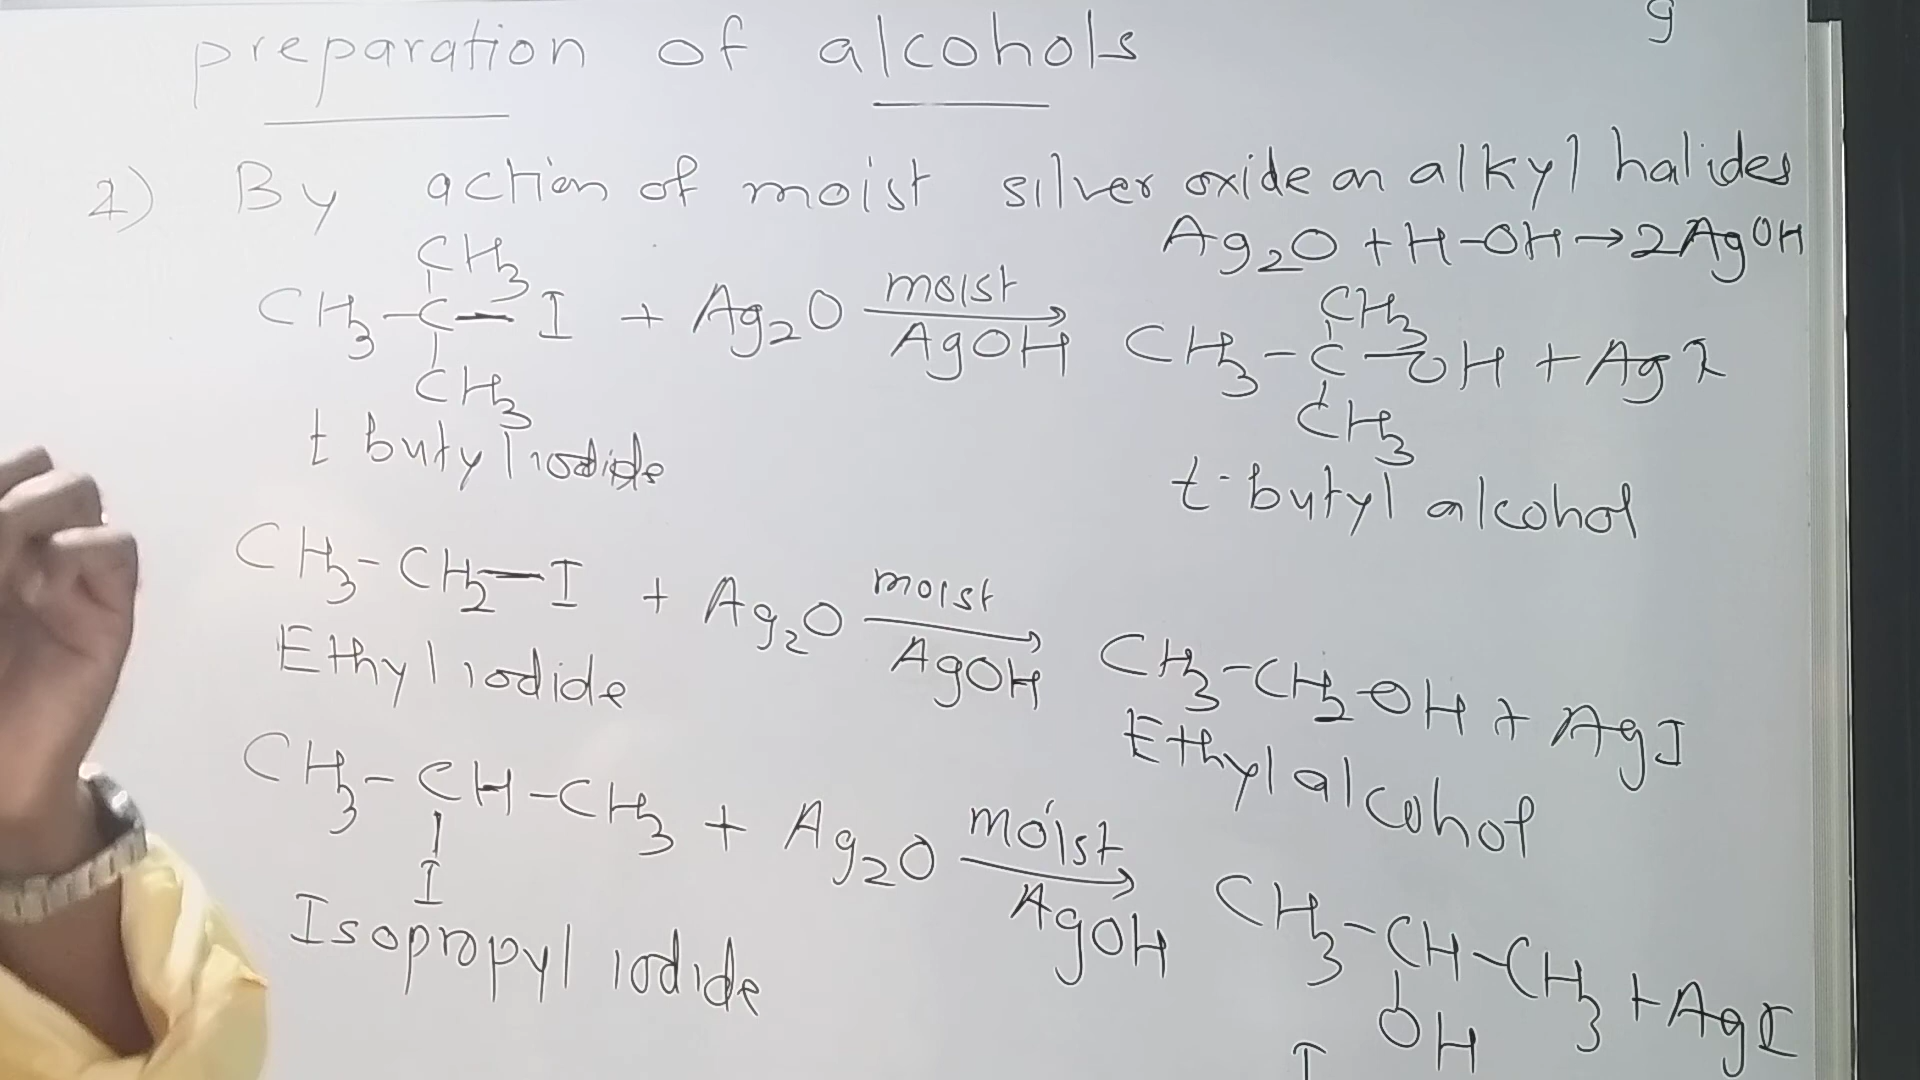 g
preparation of alcohols
1) By action of moist silver oxide on alkyl halides
Ag2O + H-OH → 2AgOH
CH3
CH3-C-I + Ag2O moist AgOH → CH3-C-OH + AgI
CH3
CH3
CH3
t butyl iodide
t-butyl alcohol
CH3-CH2-I + Ag2O moist AgOH → CH3-CH2-OH + AgI
Ethyl iodide
Ethyl alcohol
CH3-CH-CH3 + Ag2O moist AgOH → CH3-CH-CH3 + AgI
I
OH
Isopropyl iodide